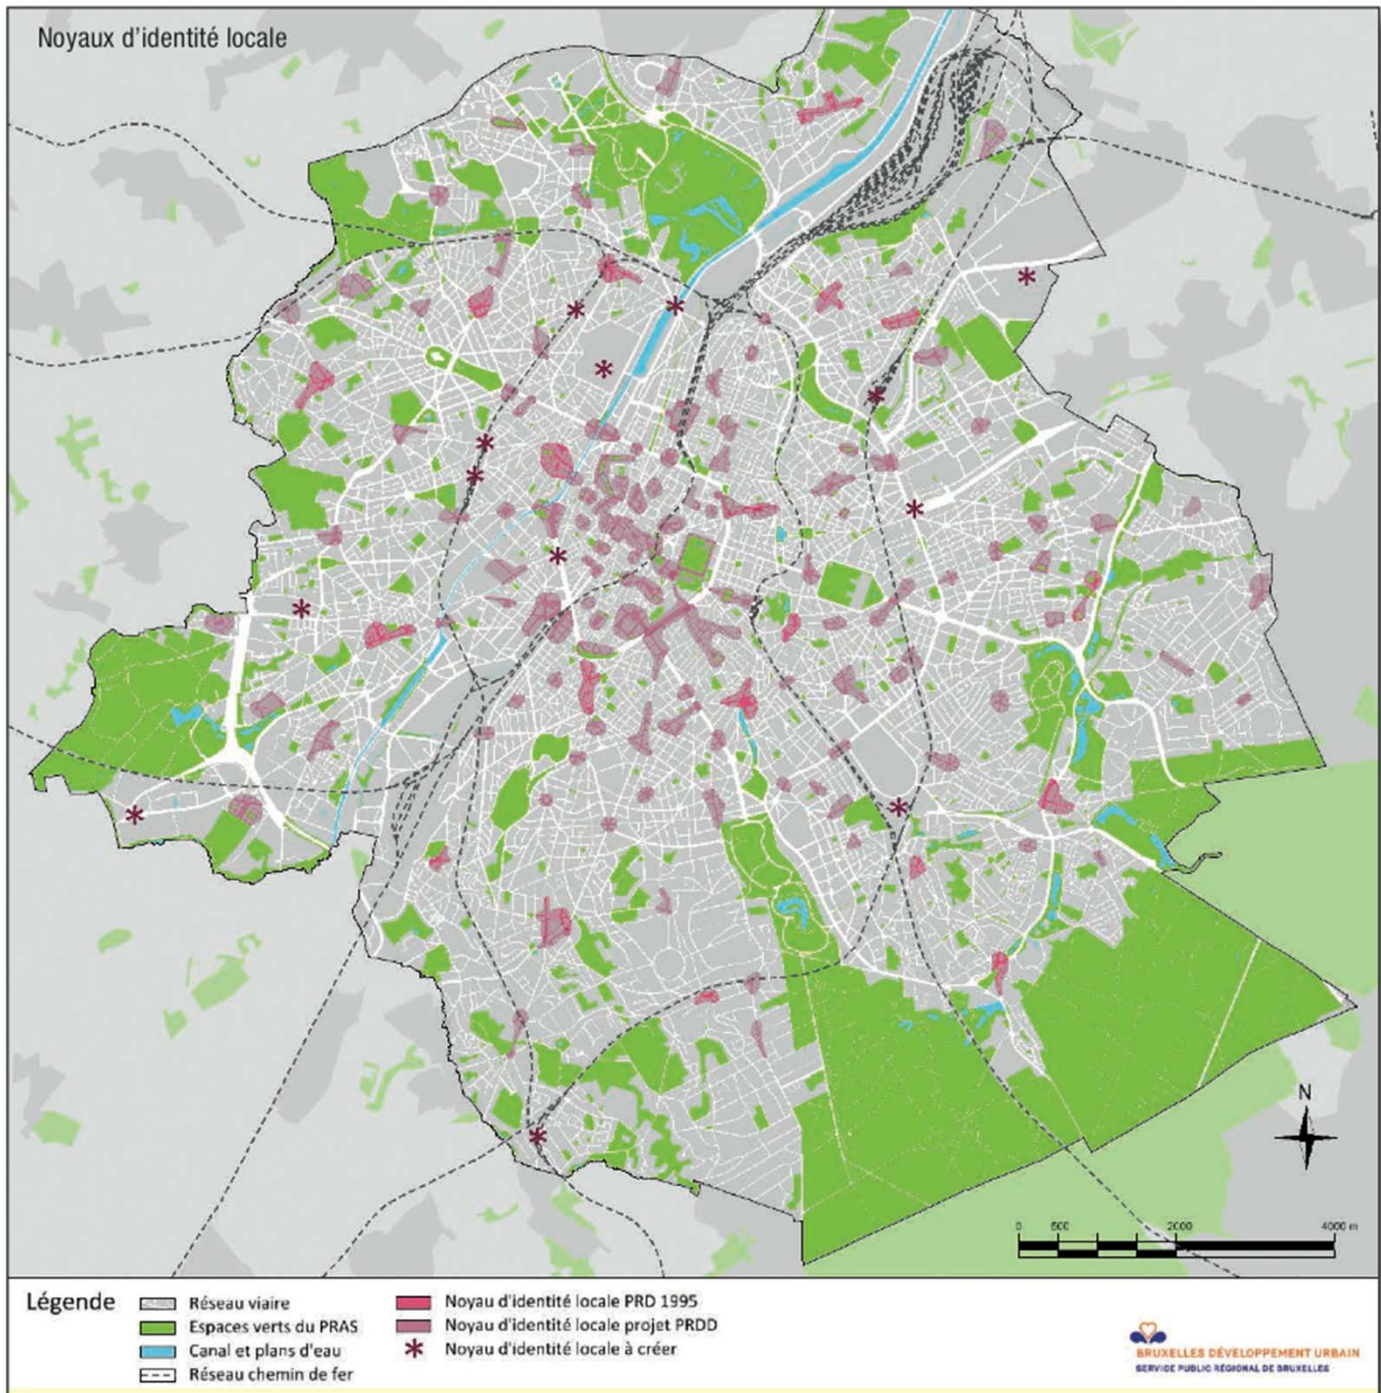 Noyaux d'identité locale
N
0 500 2000 4000 m
Légende
Réseau viaire
Espaces verts du PRAS
Canal et plans d'eau
Réseau chemin de fer
Noyau d'identité locale PRD 1995
Noyau d'identité locale projet PRDD
Noyau d'identité locale à créer
BRUXELLES DÉVELOPPEMENT URBAIN
SERVICE PUBLIC RÉGIONAL DE BRUXELLES